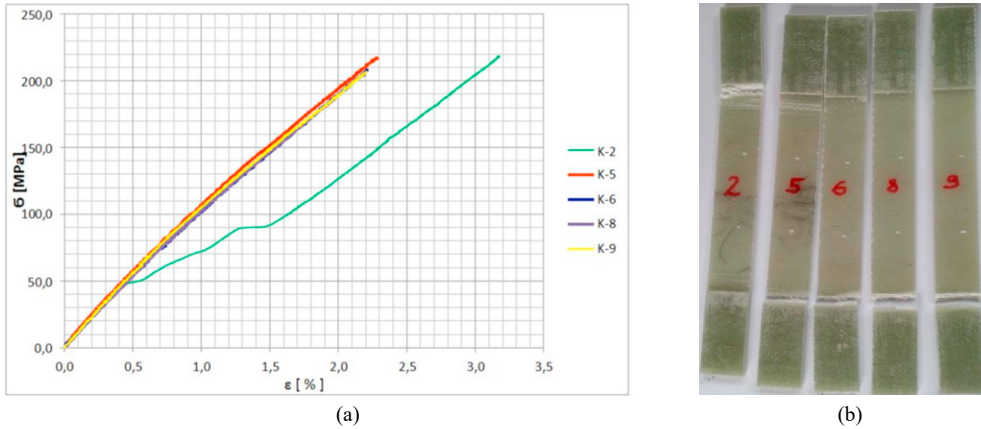 250,0
200,0
150,0
100,0
50,0
0,0
0,0 0,5 1,0 1,5 2,0 2,5 3,0 3,5
б [MPa]
ε [ % ]
K-2
K-5
K-6
K-8
K-9
(a)
2 5 6 8 9
(b)